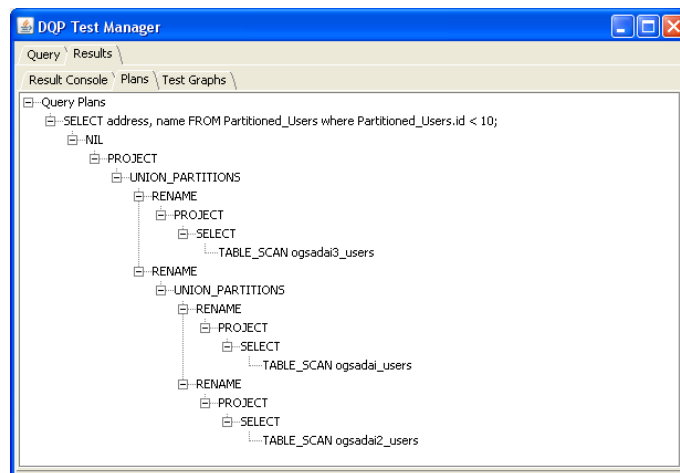 DQP Test Manager
Query Results
Result Console Plans Test Graphs
Query Plans
SELECT address, name FROM Partitioned_Users where Partitioned_Users.id < 10;
NIL
PROJECT
UNION_PARTITIONS
RENAME
PROJECT
SELECT
TABLE_SCAN ogsadai3_users
RENAME
UNION_PARTITIONS
RENAME
PROJECT
SELECT
TABLE_SCAN ogsadai_users
RENAME
PROJECT
SELECT
TABLE_SCAN ogsadai2_users